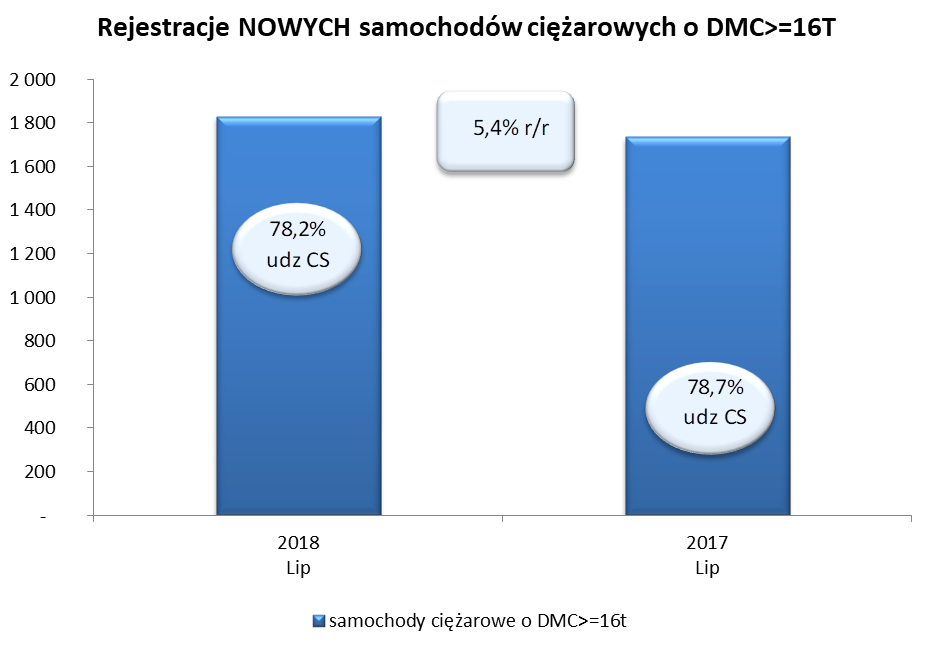 Rejestracje NOWYCH samochodów ciężarowych o DMC>=16T
2 000
1 800
1 600
1 400
1 200
1 000
800
600
400
200
-
5,4% r/r
78,2%
udz CS
78,7%
udz CS
2018
Lip
2017
Lip
samochody ciężarowe o DMC>=16t